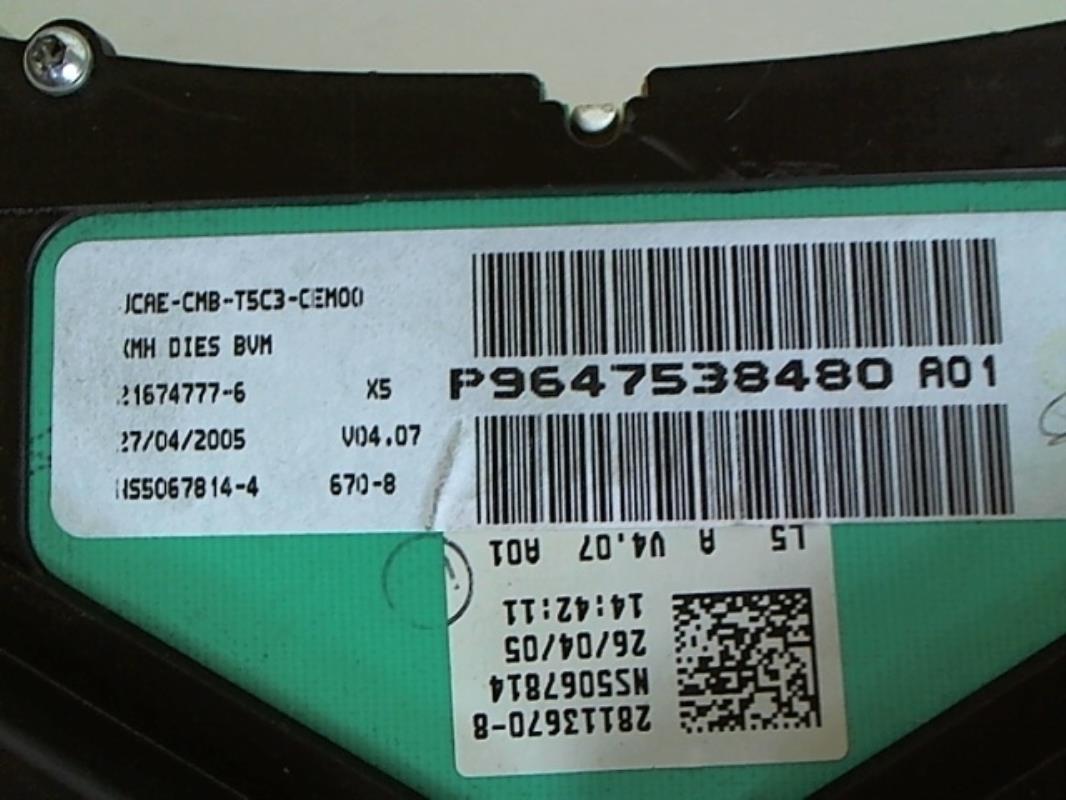 JCAE-CMB-T5C3-CEM00
KMH DIES BVM
21674777-6 X5
P9647538480 A01
27/04/2005 V04.07
NS5067814-4 670-8
28113670-8
NS5067814
26/04/05
14:42:11
L5 A V4.07 A01